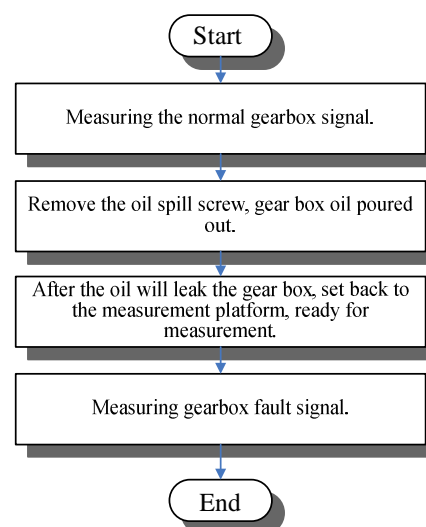 Start
Measuring the normal gearbox signal.
Remove the oil spill screw, gear box oil poured
out.
After the oil will leak the gear box, set back to
the measurement platform, ready for
measurement.
Measuring gearbox fault signal.
End